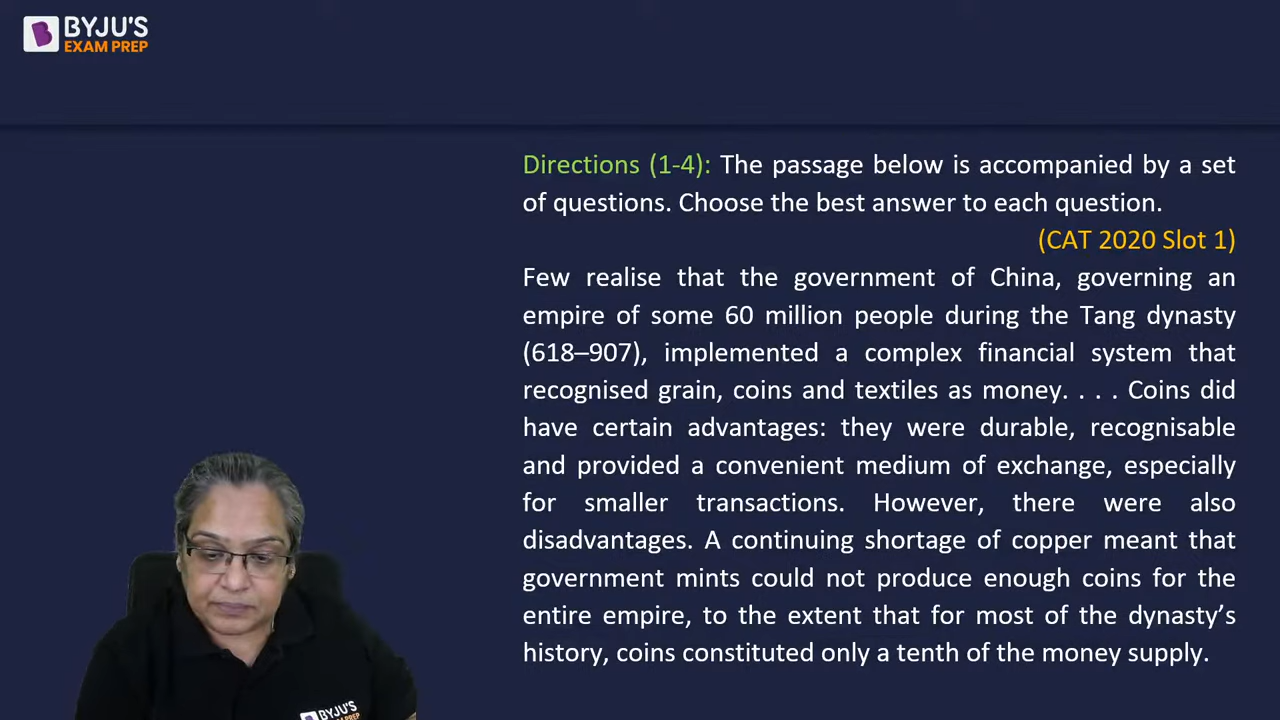 BYJU'S
EXAM PREP
Directions (1-4): The passage below is accompanied by a set
of questions. Choose the best answer to each question.
(CAT 2020 Slot 1)
Few realise that the government of China, governing an
empire of some 60 million people during the Tang dynasty
(618–907), implemented a complex financial system that
recognised grain, coins and textiles as money. . . . Coins did
have certain advantages: they were durable, recognisable
and provided a convenient medium of exchange, especially
for smaller transactions. However, there were also
disadvantages. A continuing shortage of copper meant that
government mints could not produce enough coins for the
entire empire, to the extent that for most of the dynasty’s
history, coins constituted only a tenth of the money supply.
BYJU'S
EXAM PREP